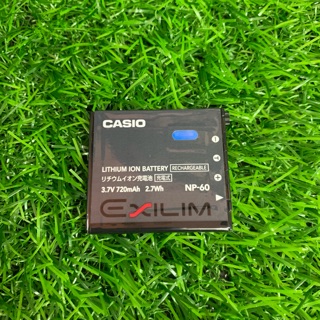 CASIO
LITHIUM ION BATTERY RECHARGEABLE
リチウムイオン充電池 充電式
3.7V 720mAh 2.7Wh NP-60
EXILIM